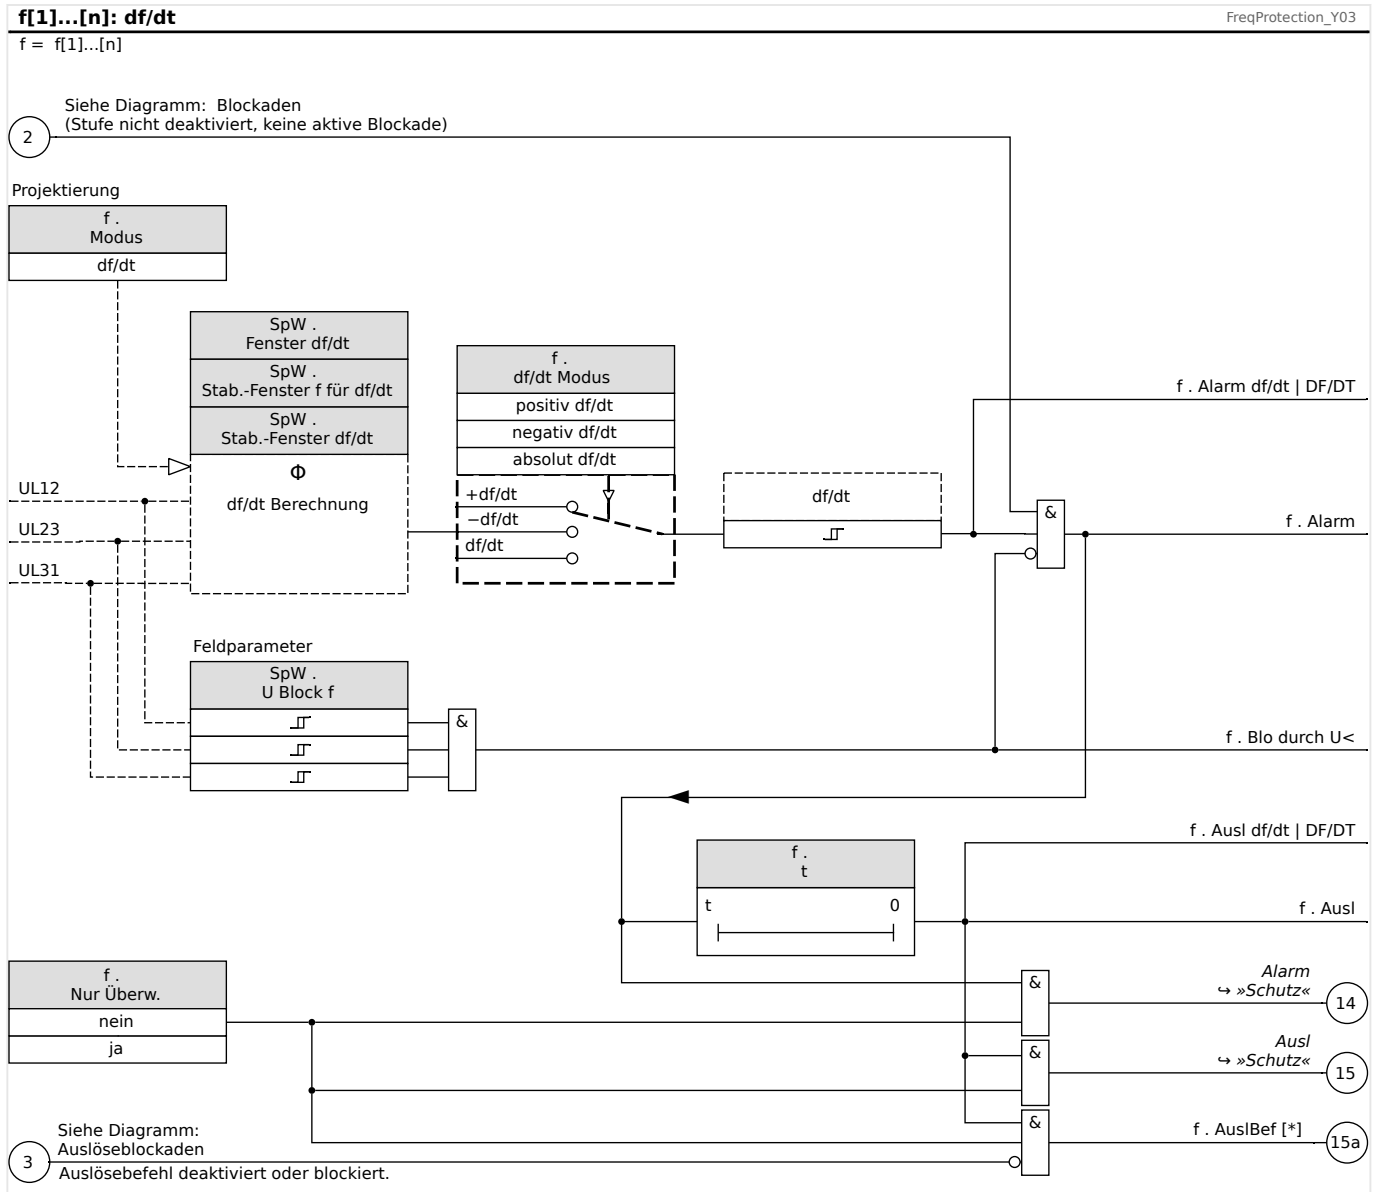 f[1]...[n]: df/dt
FreqProtection_Y03
f = f[1]...[n]
Siehe Diagramm: Blockaden
(Stufe nicht deaktiviert, keine aktive Blockade)
2
Projektierung
f .
Modus
df/dt
SpW .
Fenster df/dt
SpW .
Stab.-Fenster f für df/dt
SpW .
Stab.-Fenster df/dt
Φ
df/dt Berechnung
UL12
UL23
UL31
f .
df/dt Modus
positiv df/dt
negativ df/dt
absolut df/dt
+df/dt
−df/dt
df/dt
df/dt
&
f . Alarm df/dt | DF/DT
f . Alarm
Feldparameter
SpW .
U Block f
&
f . Blo durch U<
f . Ausl df/dt | DF/DT
f .
t
t 0
f . Ausl
f .
Nur Überw.
nein
ja
&
Alarm
↪ »Schutz«
14
&
Ausl
↪ »Schutz«
15
&
f . AuslBef [*]
15a
Siehe Diagramm:
Auslöseblockaden
3
Auslösebefehl deaktiviert oder blockiert.